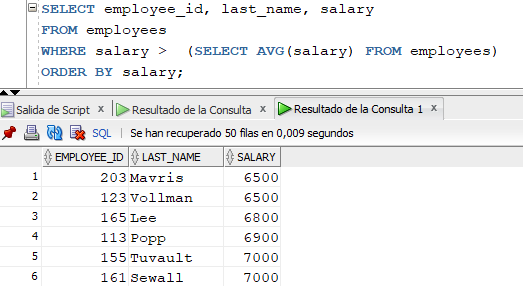 SELECT employee_id, last_name, salary
FROM employees
WHERE salary >  (SELECT AVG(salary) FROM employees)
ORDER BY salary;
Salida de Script x Resultado de la Consulta x Resultado de la Consulta 1 x
SQL | Se han recuperado 50 filas en 0,009 segundos
EMPLOYEE_ID LAST_NAME SALARY
1 203 Mavris 6500
2 123 Vollman 6500
3 165 Lee 6800
4 113 Popp 6900
5 155 Tuvault 7000
6 161 Sewall 7000